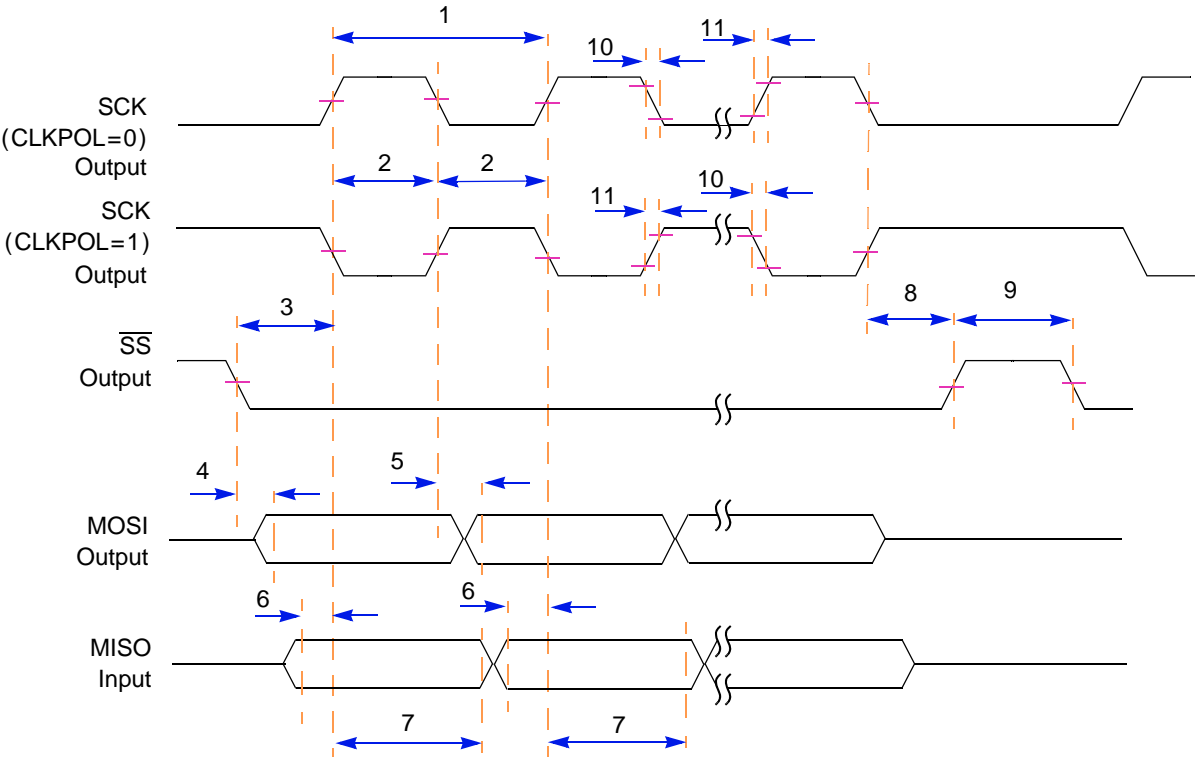 1
11
10
SCK
(CLKPOL=0)
Output
2 2
10
11
SCK
(CLKPOL=1)
Output
3
8 9
SS
Output
4 5
MOSI
Output
6 6
MISO
Input
7 7